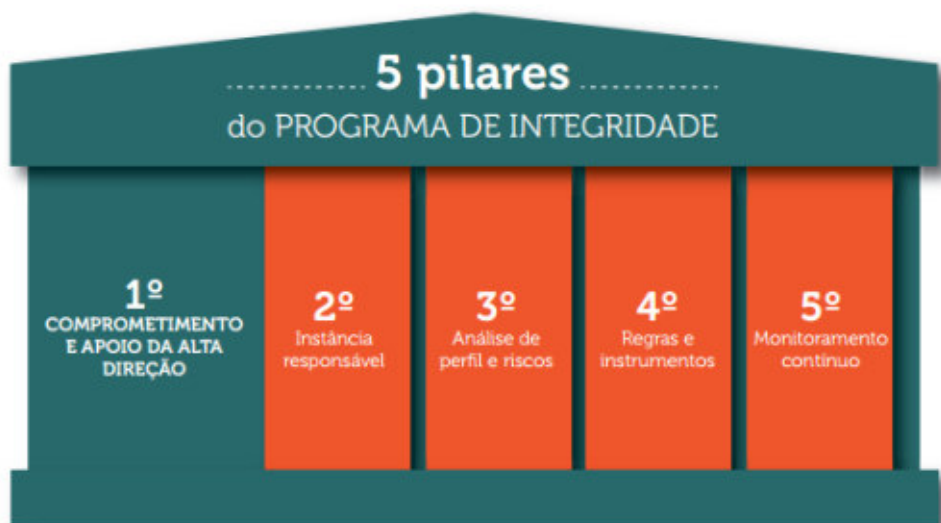 5 pilares
do PROGRAMA DE INTEGRIDADE
1º
COMPROMETIMENTO
E APOIO DA ALTA
DIREÇÃO
2º
Instância
responsável
3º
Análise de
perfil e riscos
4º
Regras e
instrumentos
5º
Monitoramento
contínuo